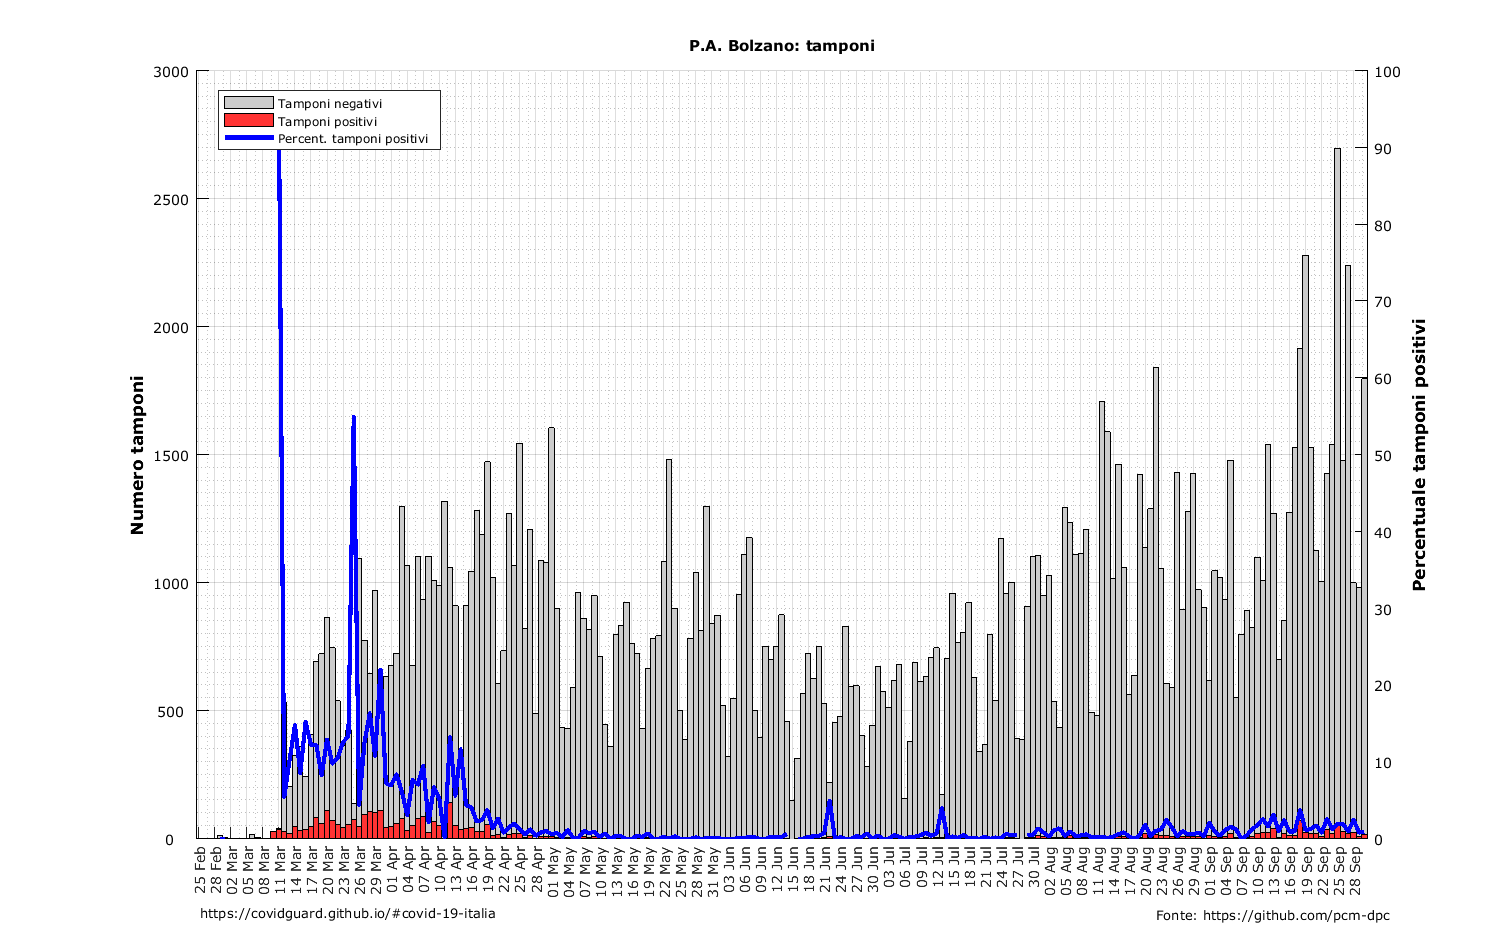 P.A. Bolzano: tamponi
Tamponi negativi
Tamponi positivi
Percent. tamponi positivi
Numero tamponi
3000
2500
2000
1500
1000
500
0
Percentuale tamponi positivi
100
90
80
70
60
50
40
30
20
10
0
25 Feb
28 Feb
02 Mar
05 Mar
08 Mar
11 Mar
14 Mar
17 Mar
20 Mar
23 Mar
26 Mar
29 Mar
01 Apr
04 Apr
07 Apr
10 Apr
13 Apr
16 Apr
19 Apr
22 Apr
25 Apr
28 Apr
01 May
04 May
07 May
10 May
13 May
16 May
19 May
22 May
25 May
28 May
31 May
03 Jun
06 Jun
09 Jun
12 Jun
15 Jun
18 Jun
21 Jun
24 Jun
27 Jun
30 Jun
03 Jul
06 Jul
09 Jul
12 Jul
15 Jul
18 Jul
21 Jul
24 Jul
27 Jul
30 Jul
02 Aug
05 Aug
08 Aug
11 Aug
14 Aug
17 Aug
20 Aug
23 Aug
26 Aug
29 Aug
01 Sep
04 Sep
07 Sep
10 Sep
13 Sep
16 Sep
19 Sep
22 Sep
25 Sep
28 Sep
https://covidguard.github.io/#covid-19-italia
Fonte: https://github.com/pcm-dpc